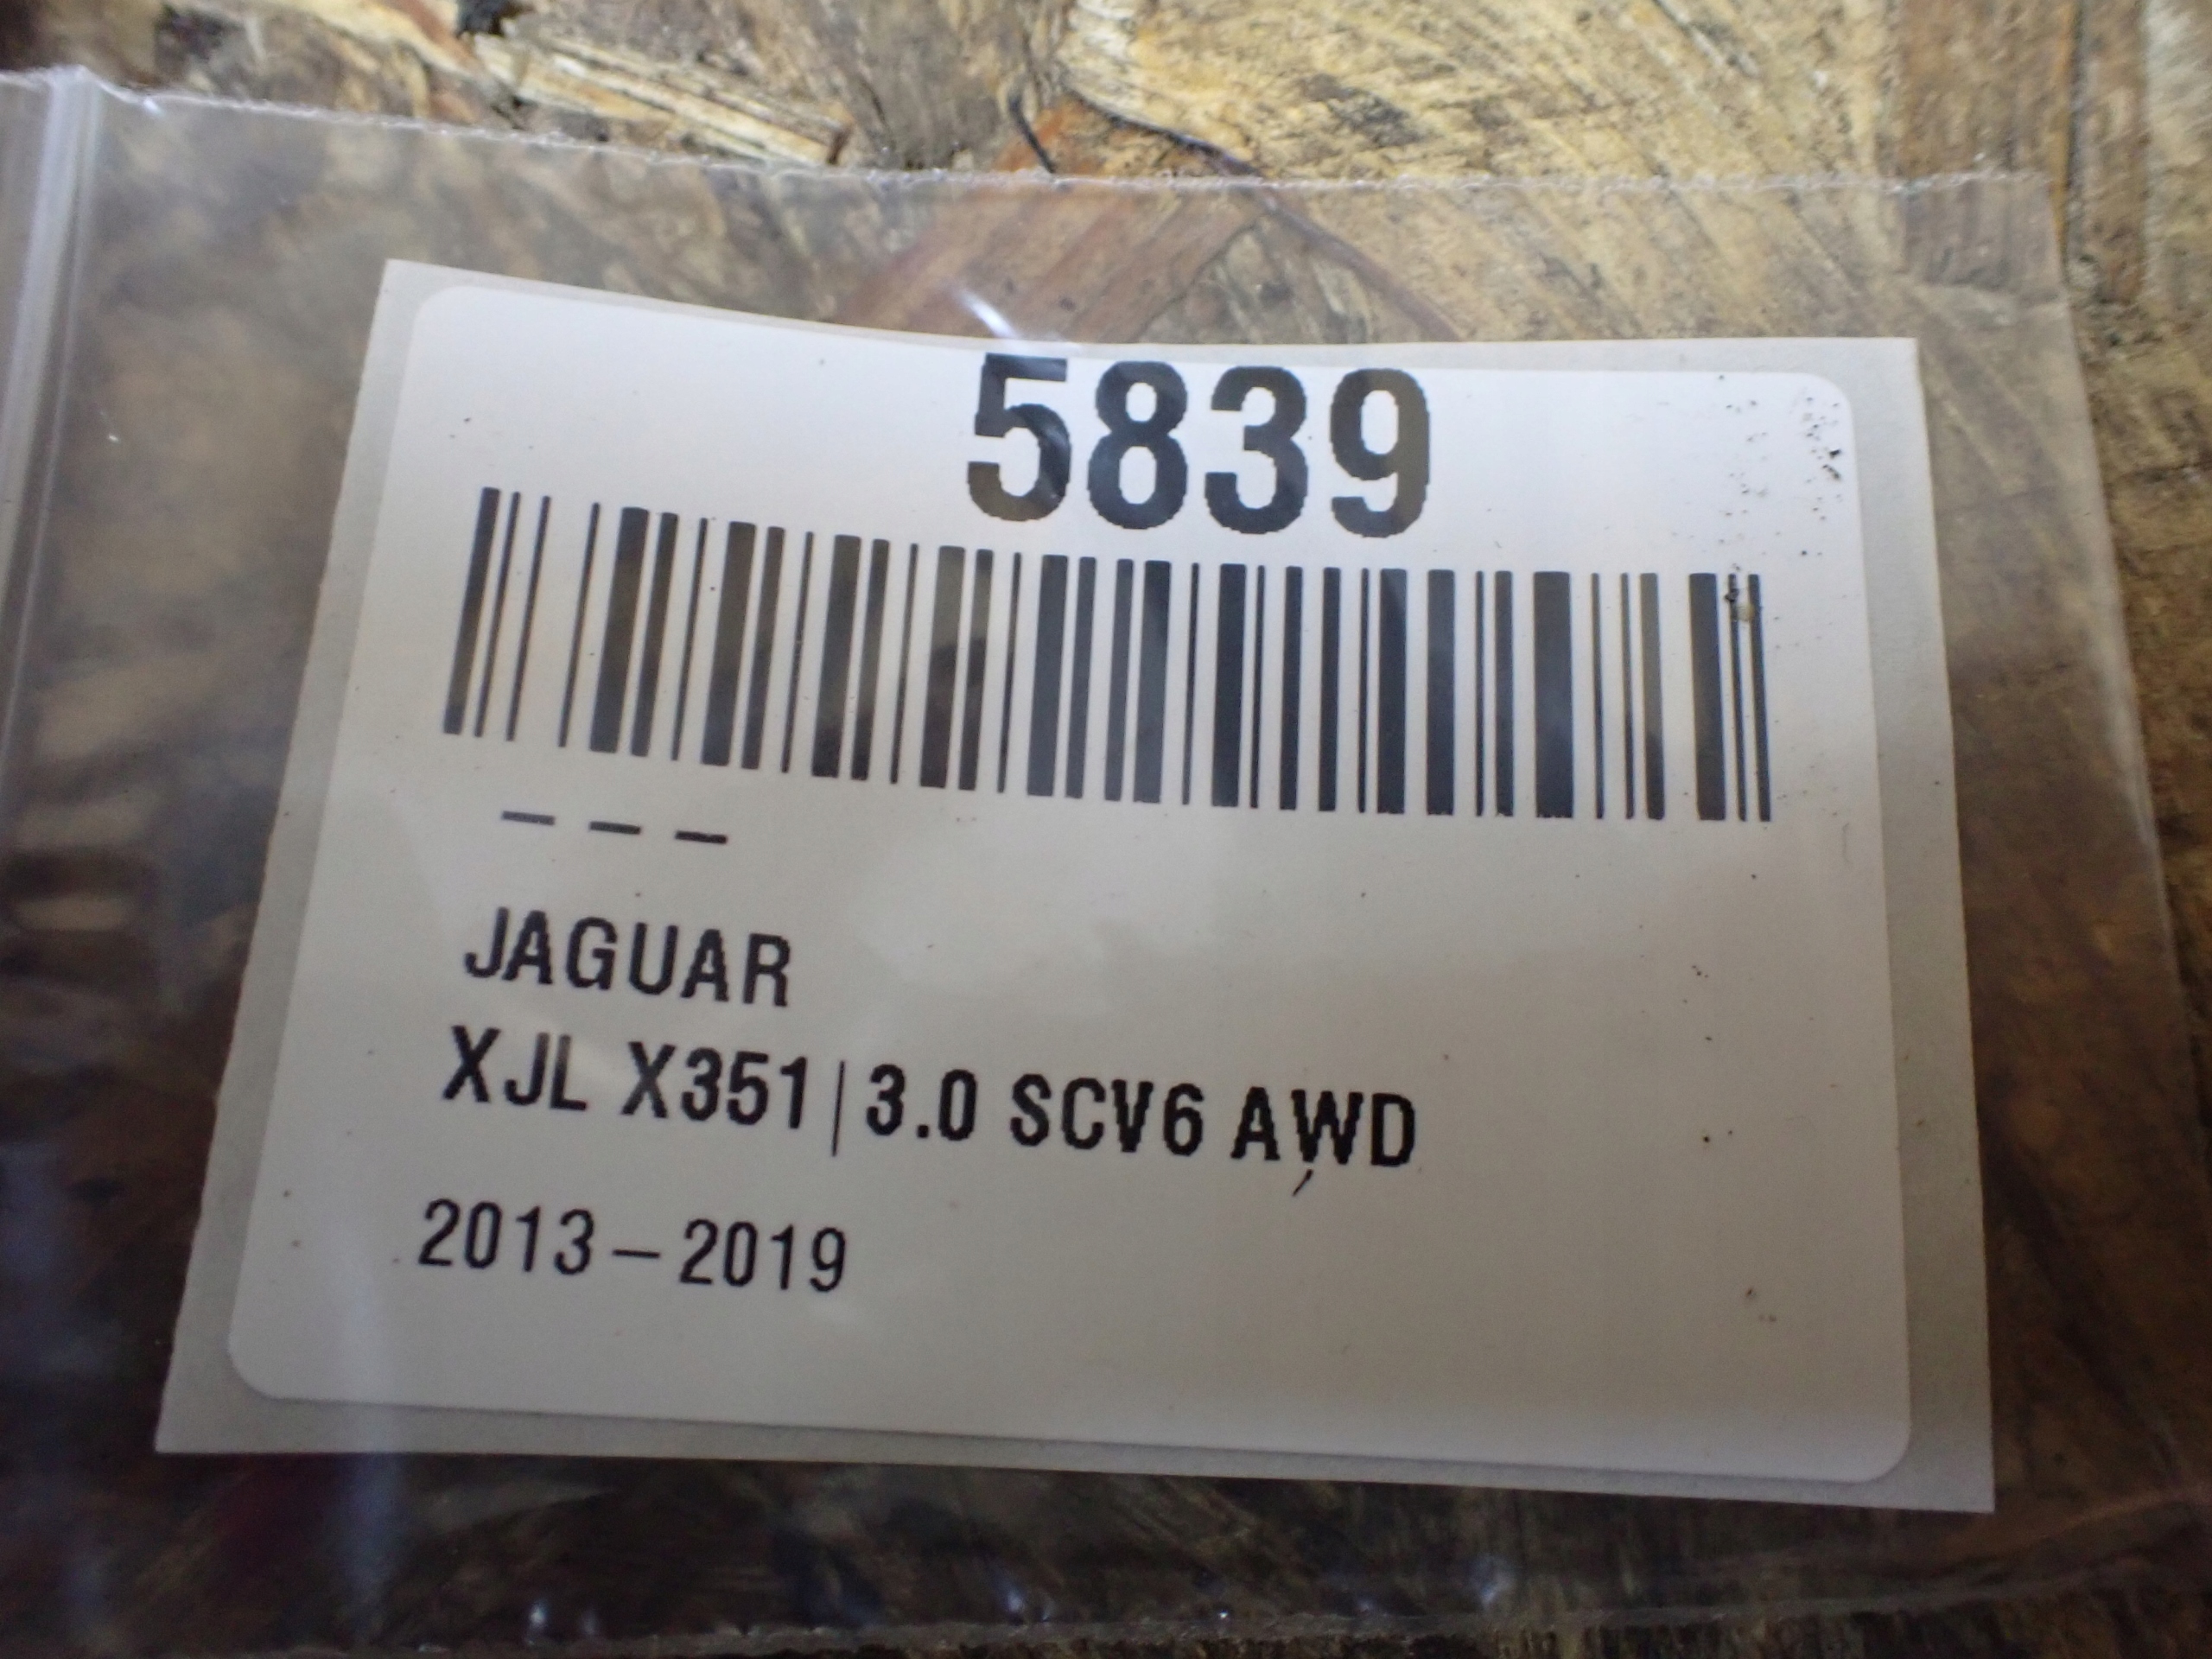 5839
– – –
JAGUAR
XJL X351|3.0 SCV6 AWD
2013–2019